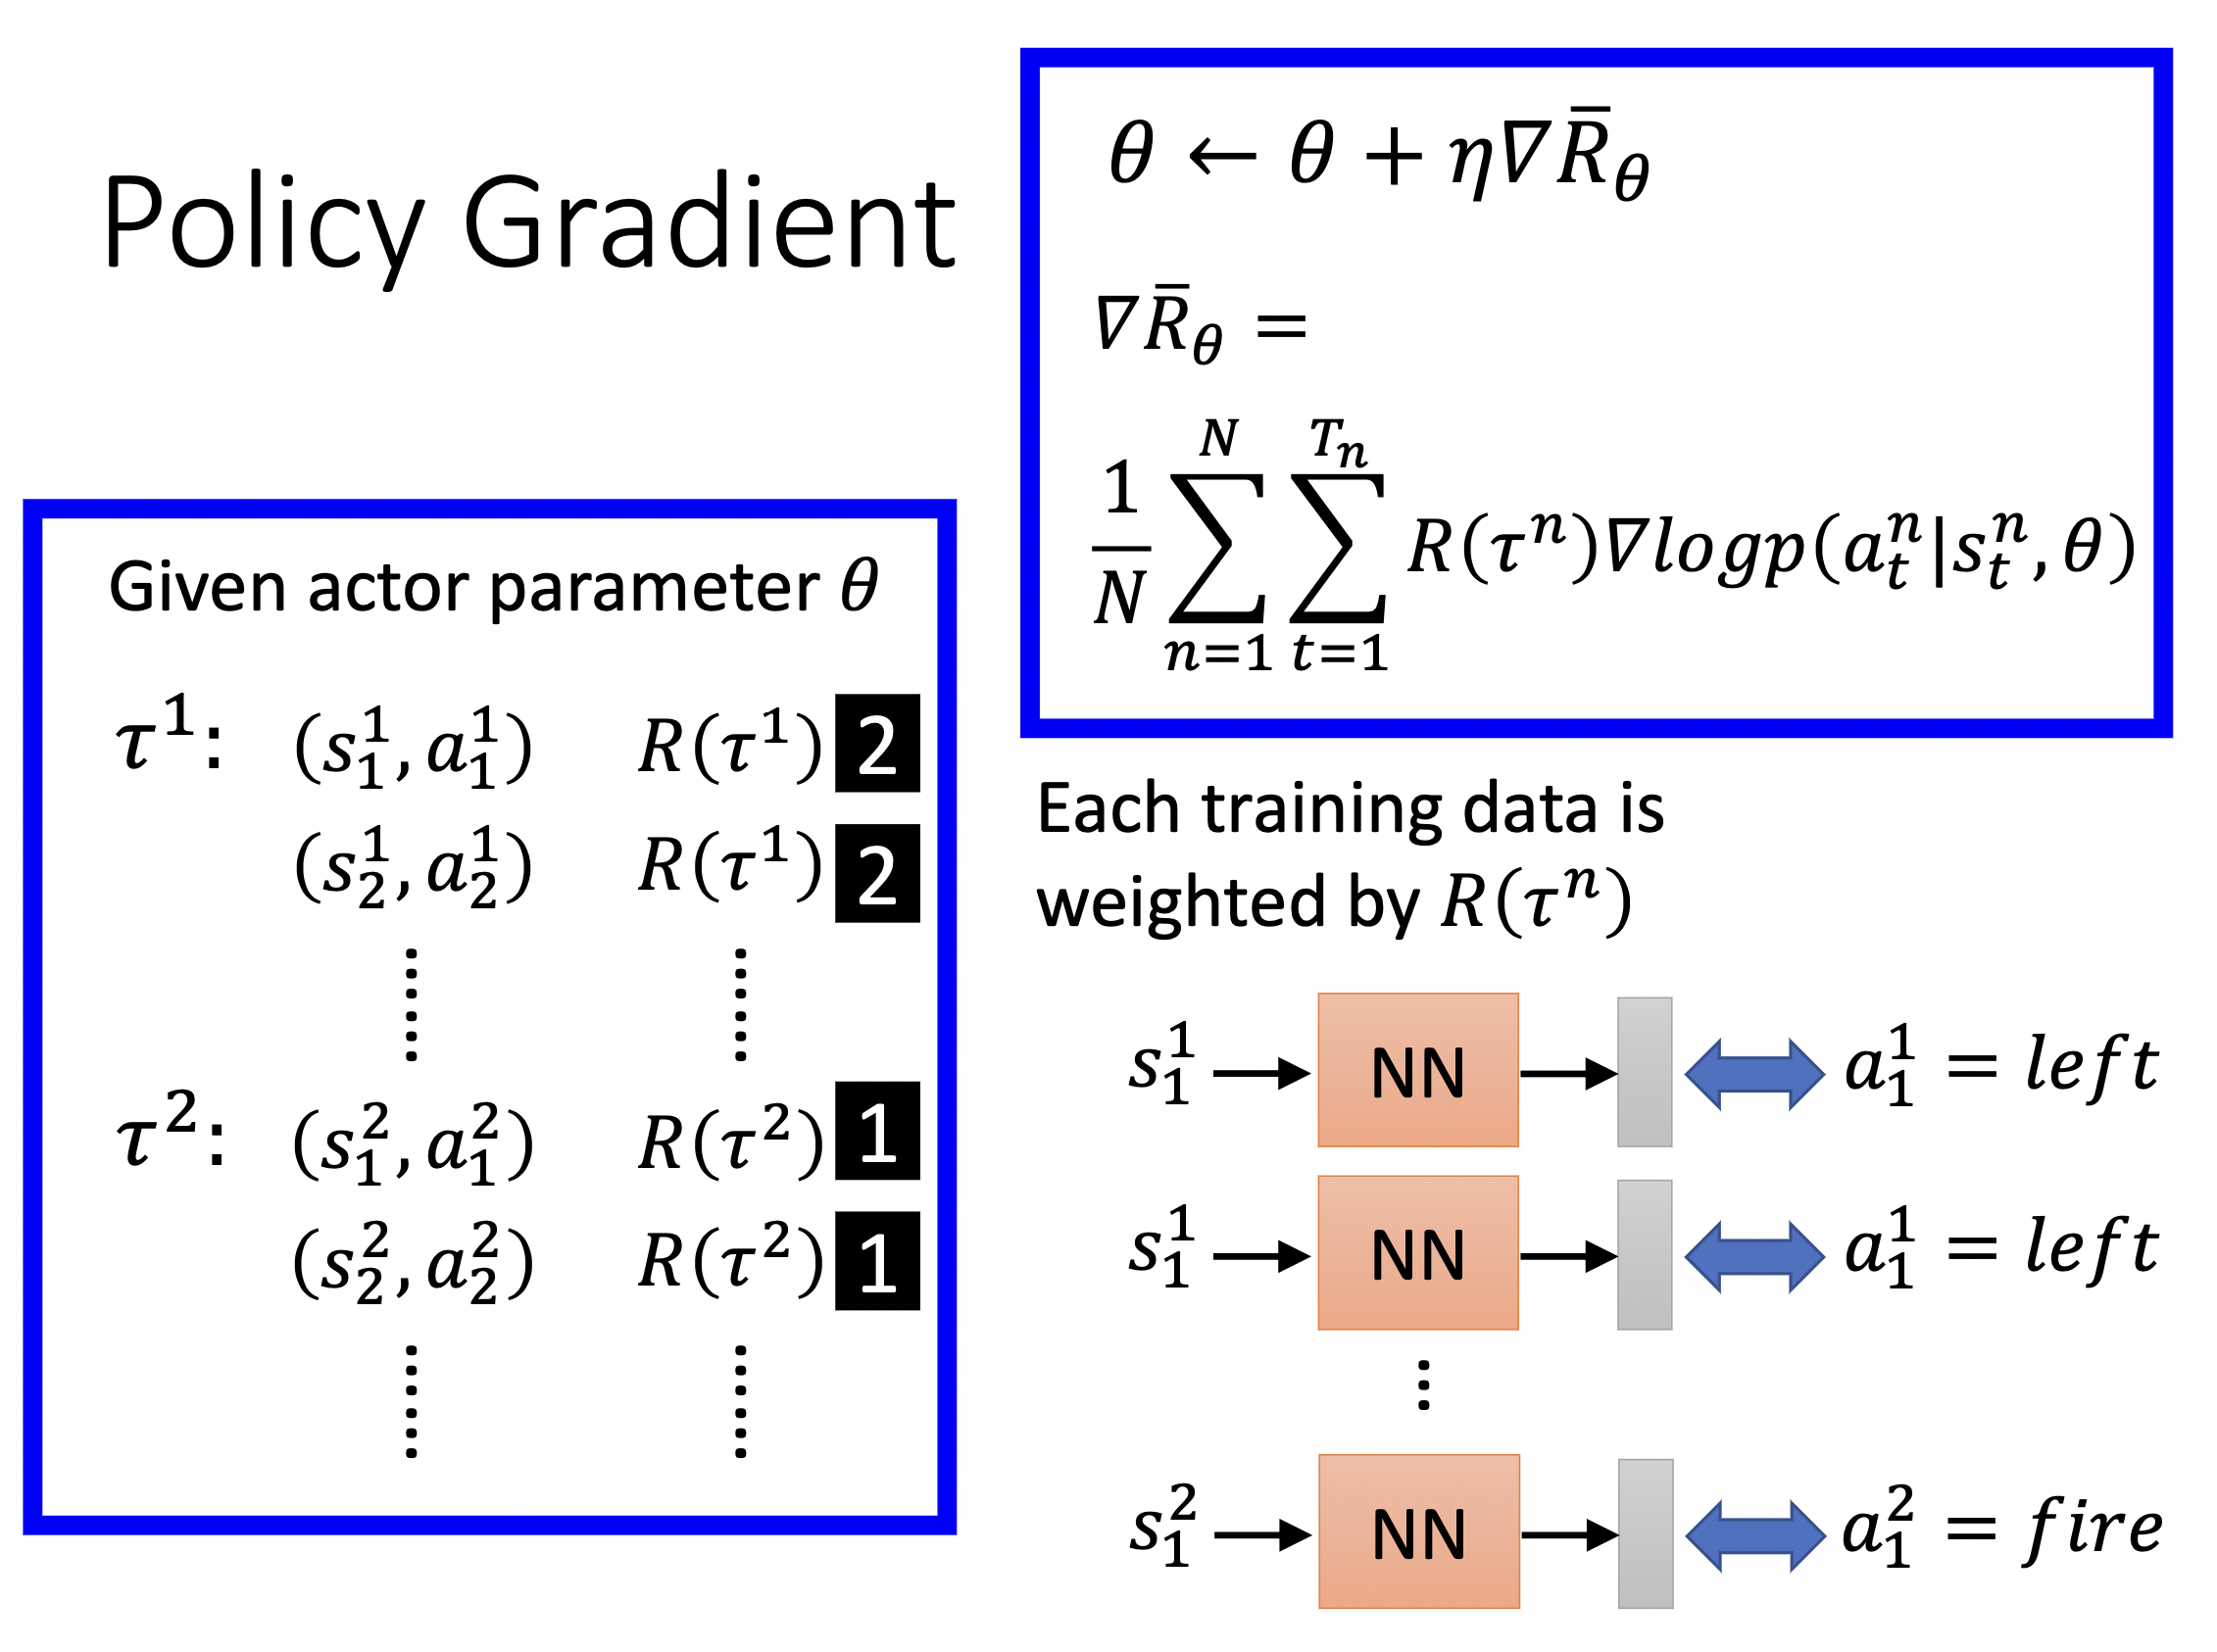 Policy Gradient
θ ← θ + η∇R̄_θ
∇R̄_θ =
1/N ∑_{n=1}^{N} ∑_{t=1}^{T_n} R(τ^n)∇logp(a_t^n|s_t^n, θ)
Given actor parameter θ
τ^1: (s_1^1, a_1^1) R(τ^1) 2
(s_2^1, a_2^1) R(τ^1) 2
⋮ ⋮
τ^2: (s_1^2, a_1^2) R(τ^2) 1
(s_2^2, a_2^2) R(τ^2) 1
⋮ ⋮
Each training data is
weighted by R(τ^n)
s_1^1 NN a_1^1 = left
s_1^1 NN a_1^1 = left
⋮
s_1^2 NN a_1^2 = fire